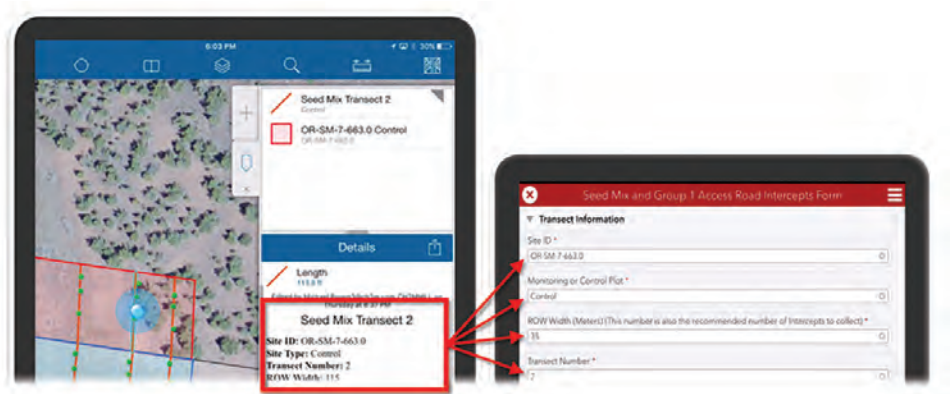 6:03 PM
30%
Seed Mix Transect 2
Control
OR-SM-7-663.0 Control
OR-SM-7-663.0
Details
Length
113.8 ft
Thursday at 8:37 PM
Seed Mix Transect 2
Site ID: OR-SM-7-663.0
Site Type: Control
Transect Number: 2
ROW Width: 115
Seed Mix and Group 1 Access Road Intercepts Form
Transect Information
Site ID *
OR-SM-7-663.0
Monitoring or Control Plot *
Control
ROW Width (Meters) (This number is also the recommended number of Intercepts to collect) *
Transect Number *
2